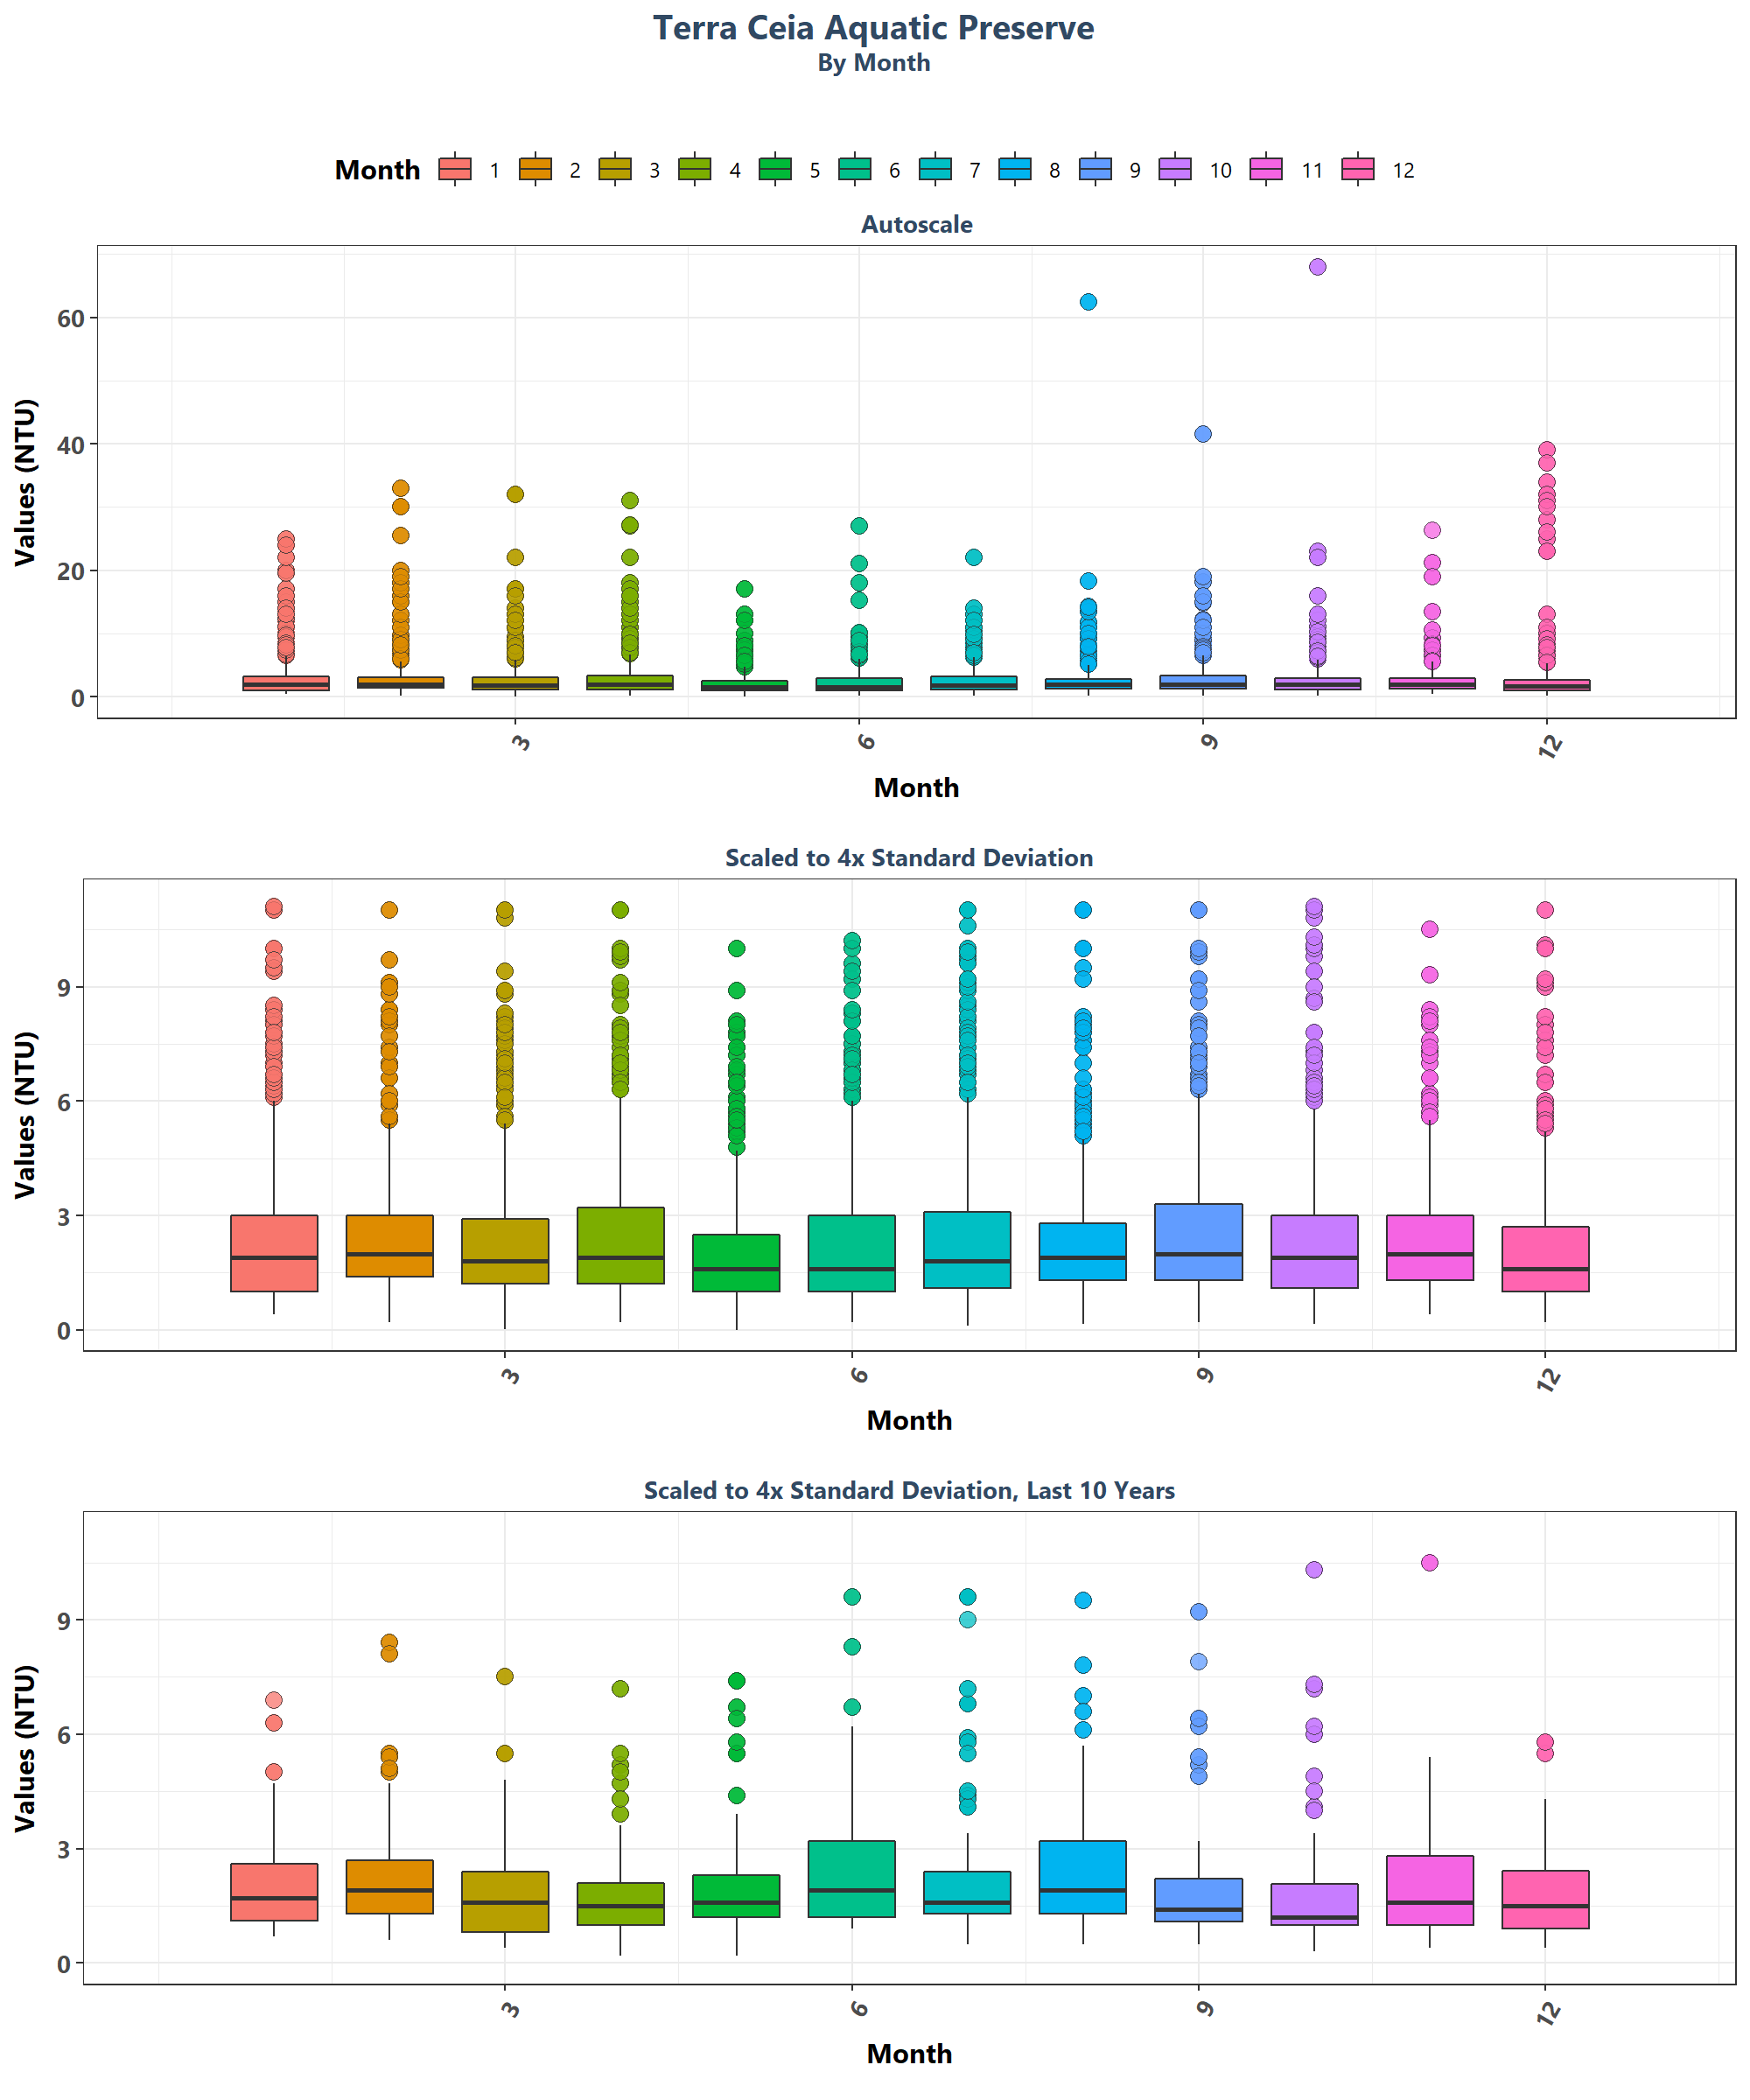 Terra Ceia Aquatic Preserve
By Month
Month 1 2 3 4 5 6 7 8 9 10 11 12
Autoscale
Values (NTU)
60
40
20
0
3 6 9 12
Month
Scaled to 4x Standard Deviation
Values (NTU)
9
6
3
0
3 6 9 12
Month
Scaled to 4x Standard Deviation, Last 10 Years
Values (NTU)
9
6
3
0
3 6 9 12
Month